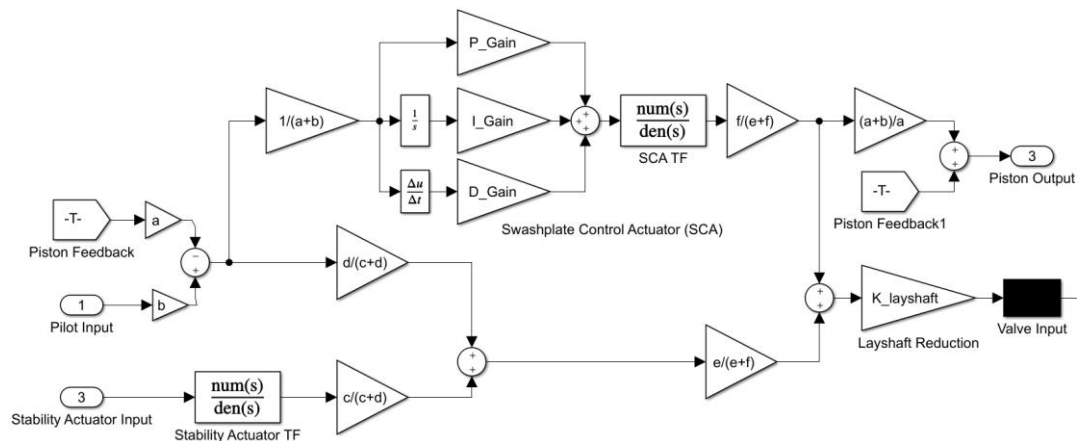 P_Gain
1/(a+b)
1
s
I_Gain
Δu
Δt
D_Gain
+
+
+
num(s)
den(s)
SCA TF
f/(e+f)
(a+b)/a
+
+
3
Piston Output
-T-
Piston Feedback1
Swashplate Control Actuator (SCA)
-T-
Piston Feedback
a
−
+
1
Pilot Input
b
d/(c+d)
+
+
3
Stability Actuator Input
num(s)
den(s)
Stability Actuator TF
c/(c+d)
e/(e+f)
+
+
K_layshaft
Layshaft Reduction
Valve Input